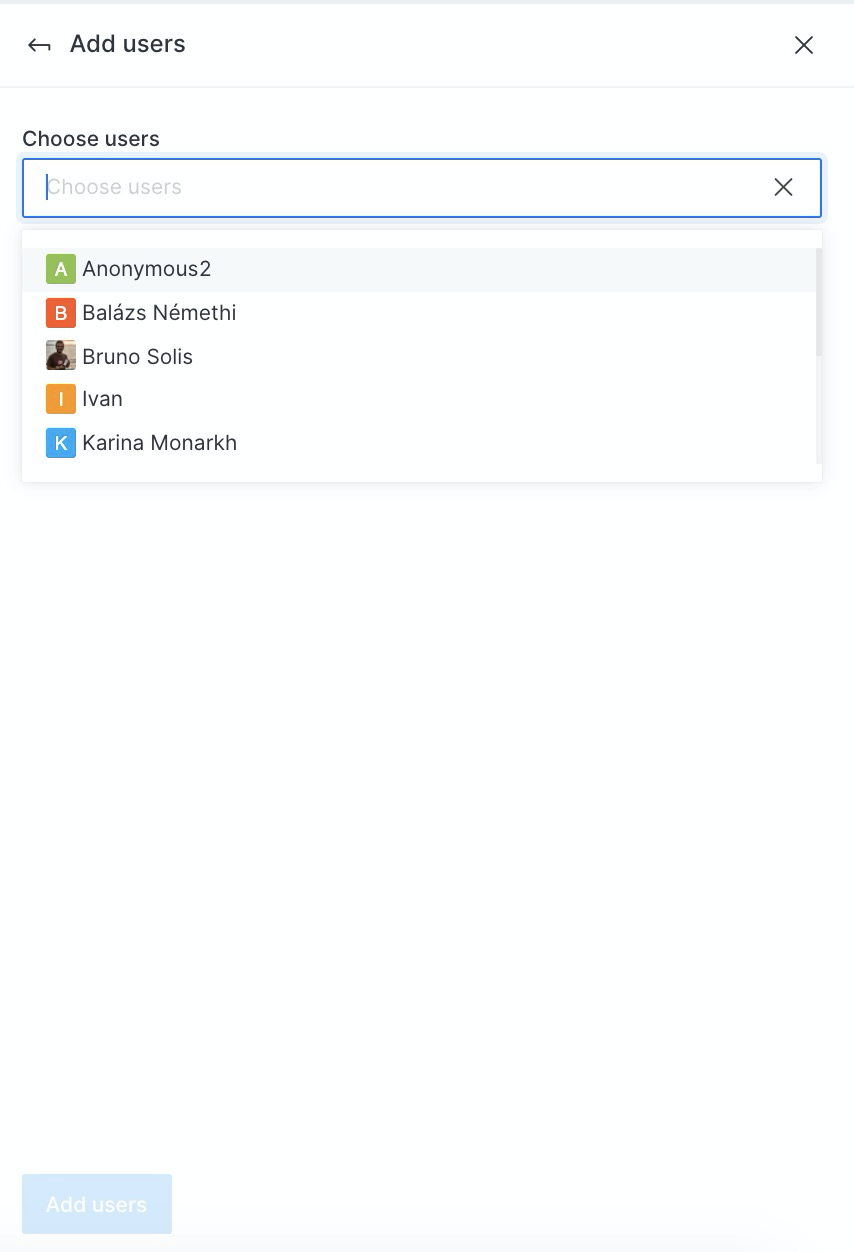 Add users
Choose users
Choose users
A Anonymous2
B Balázs Némethi
Bruno Solis
I Ivan
K Karina Monarkh
Add users